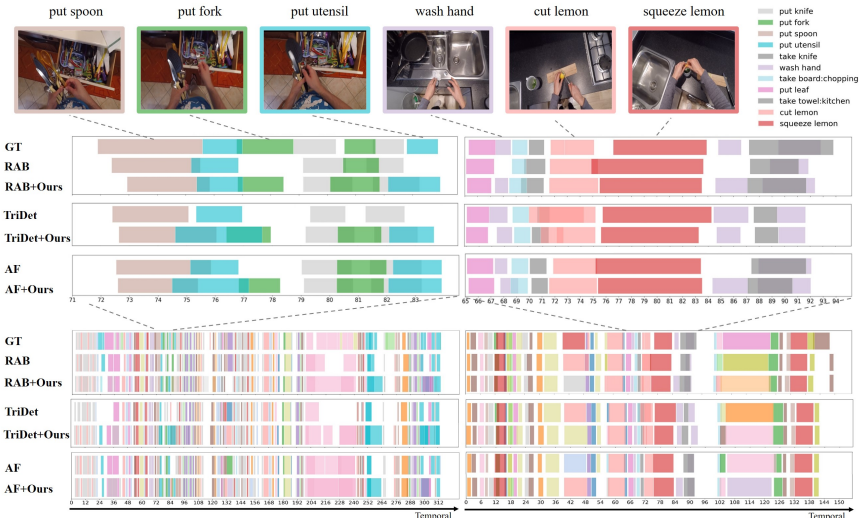 put spoon put fork put utensil wash hand cut lemon squeeze lemon
put knife
put fork
put spoon
put utensil
take knife
wash hand
take board:chopping
put leaf
take towel:kitchen
cut lemon
squeeze lemon
GT
RAB
RAB+Ours
TriDet
TriDet+Ours
AF
AF+Ours
71 72 73 74 75 76 77 78 79 80 81 82 83
65 66 67 68 69 70 71 72 73 74 75 76 77 78 79 80 81 82 83 84 85 86 87 88 89 90 91 92 93 94
GT
RAB
RAB+Ours
TriDet
TriDet+Ours
AF
AF+Ours
0 12 24 36 48 60 72 84 96 108 120 132 144 156 168 180 192 204 216 228 240 252 264 276 288 300 312
0 6 12 18 24 30 36 42 48 54 60 66 72 78 84 90 96 102 108 114 120 126 132 138 144 150
Temporal Temporal